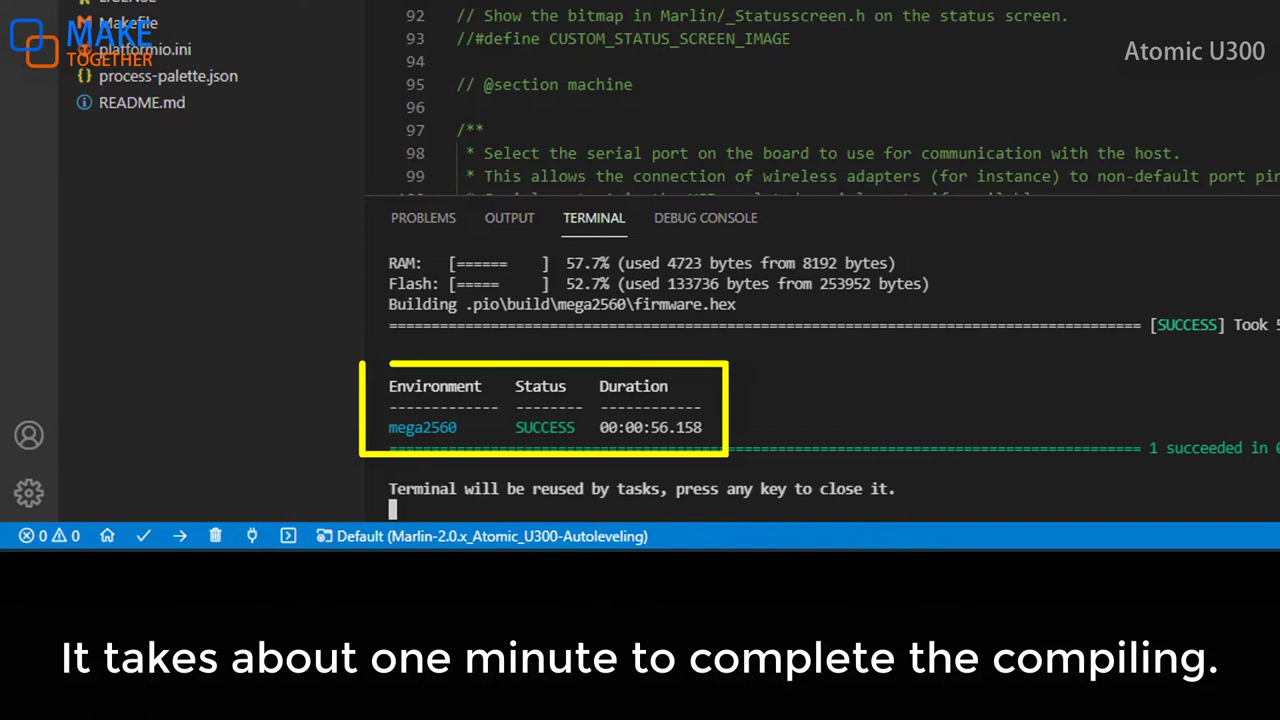 LICENSE
Makefile
platformio.ini
process-palette.json
README.md
MAKE
TOGETHER
Atomic U300
92 // Show the bitmap in Marlin/_Statusscreen.h on the status screen.
93 //#define CUSTOM_STATUS_SCREEN_IMAGE
94
95 // @section machine
96
97 /**
98 * Select the serial port on the board to use for communication with the host.
99 * This allows the connection of wireless adapters (for instance) to non-default port pin
PROBLEMS OUTPUT TERMINAL DEBUG CONSOLE
RAM: [====== ] 57.7% (used 4723 bytes from 8192 bytes)
Flash: [===== ] 52.7% (used 133736 bytes from 253952 bytes)
Building .pio\build\mega2560\firmware.hex
[SUCCESS] Took 5
Environment Status Duration
------------- -------- ------------
mega2560 SUCCESS 00:00:56.158
1 succeeded in 0
Terminal will be reused by tasks, press any key to close it.
0 0 Default (Marlin-2.0.x_Atomic_U300-Autoleveling)
It takes about one minute to complete the compiling.